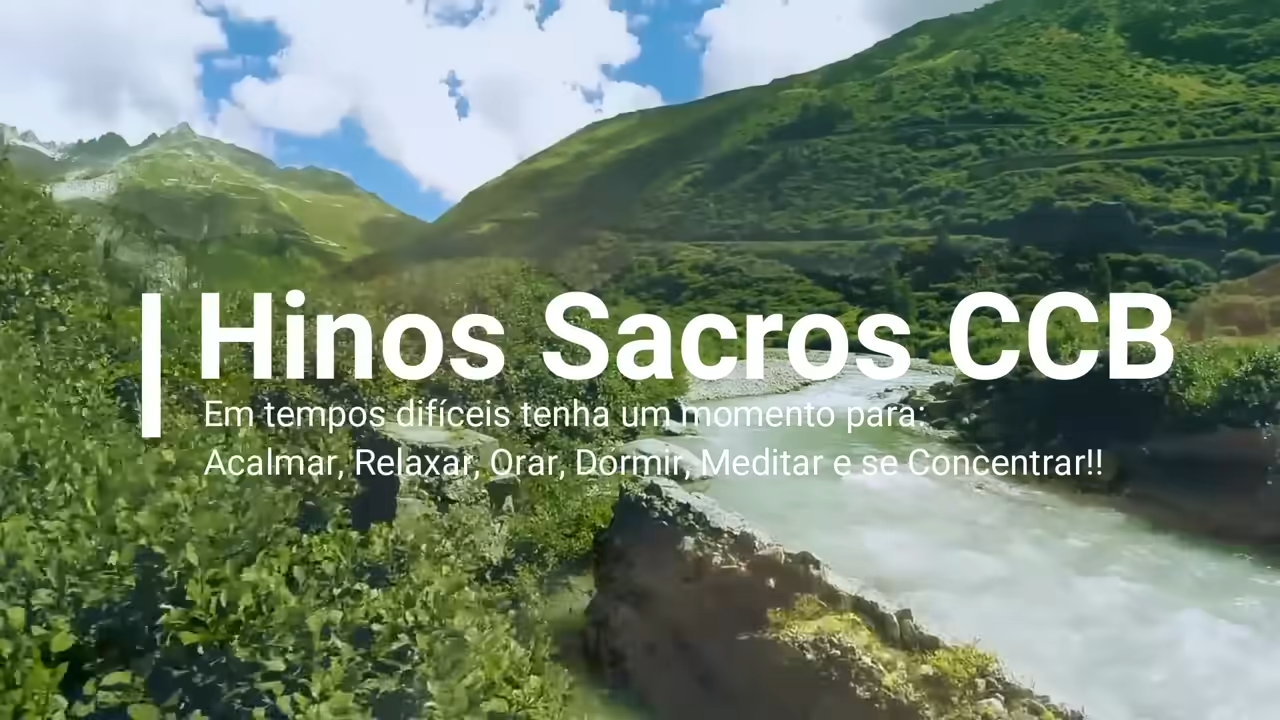 Hinos Sacros CCB
Em tempos difíceis tenha um momento para:
Acalmar, Relaxar, Orar, Dormir, Meditar e se Concentrar!!